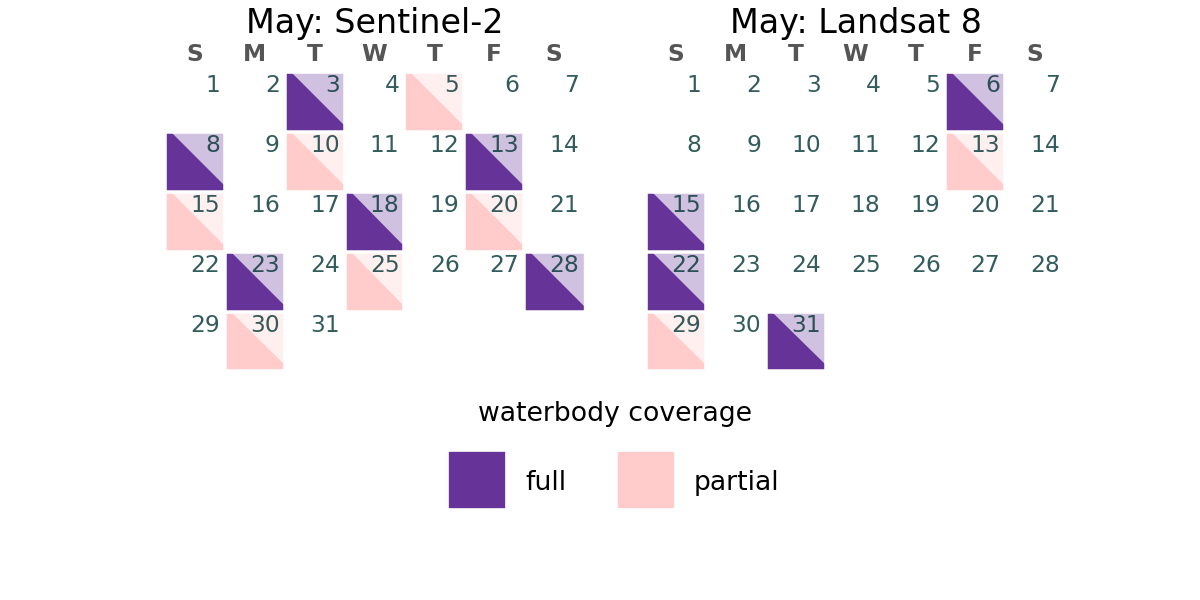 May: Sentinel-2
S M T W T F S
1 2 3 4 5 6 7
8 9 10 11 12 13 14
15 16 17 18 19 20 21
22 23 24 25 26 27 28
29 30 31
May: Landsat 8
S M T W T F S
1 2 3 4 5 6 7
8 9 10 11 12 13 14
15 16 17 18 19 20 21
22 23 24 25 26 27 28
29 30 31
waterbody coverage
full
partial